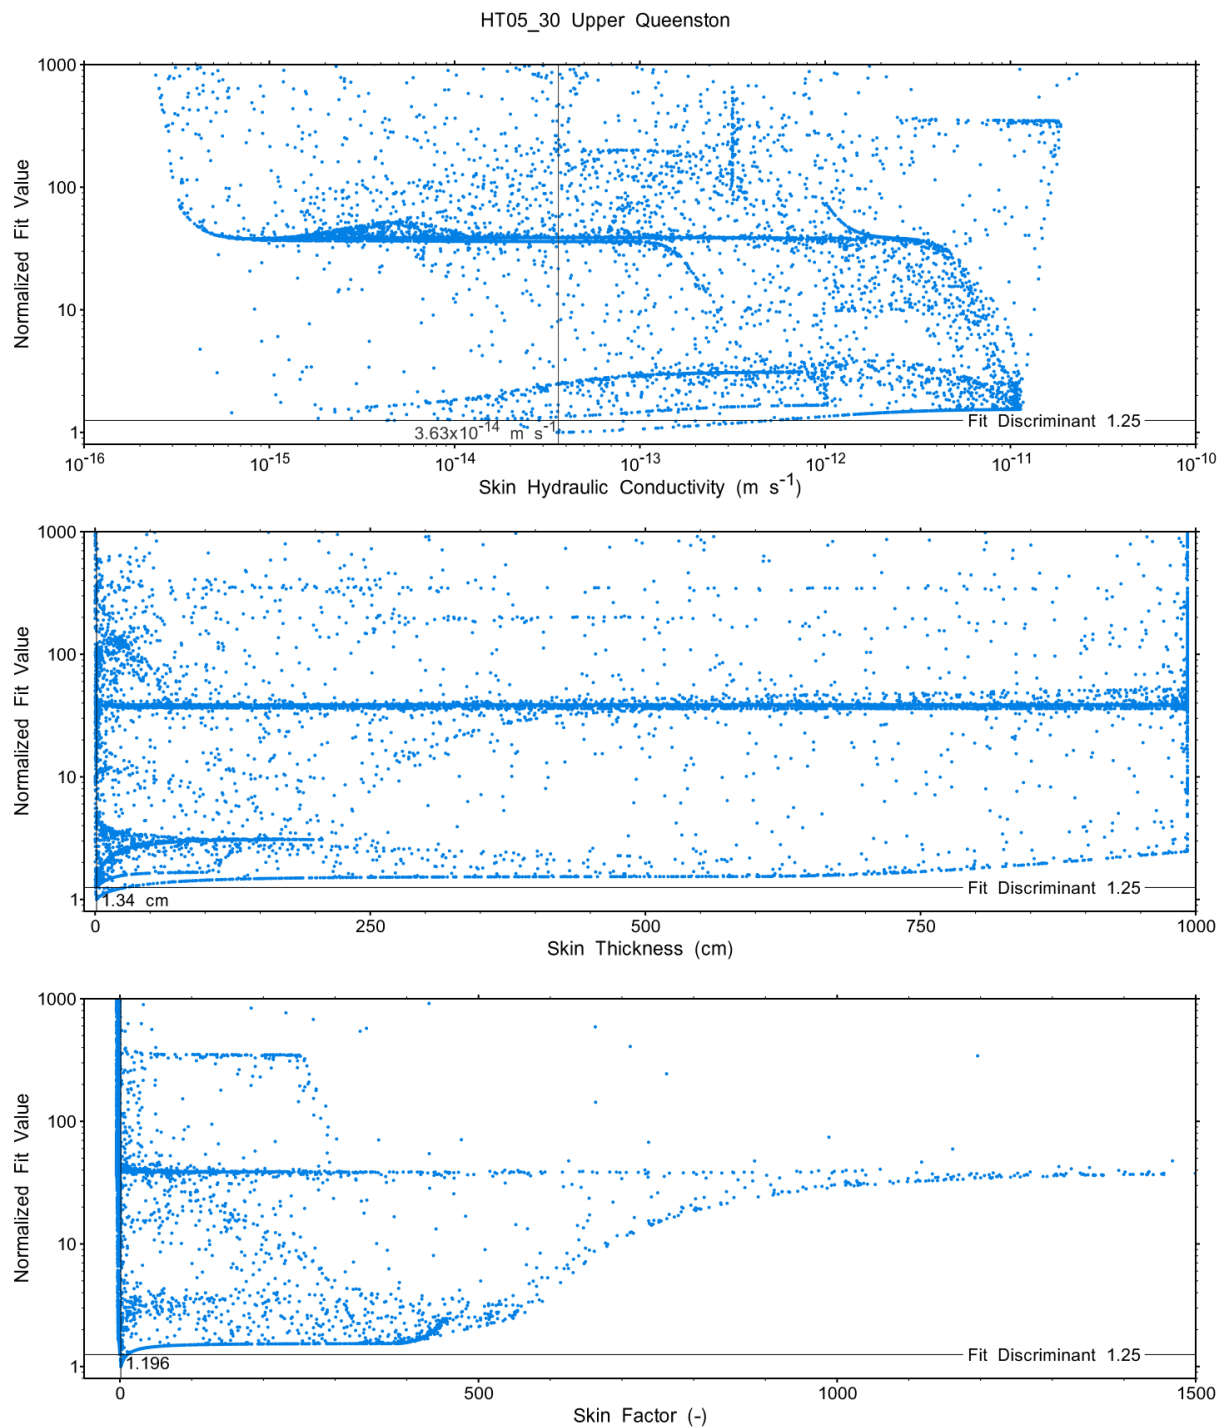 HT05_30 Upper Queenston
1000
100
10
1
Normalized Fit Value
Fit Discriminant 1.25
3.63x10^-14 m s^-1
10^-16 10^-15 10^-14 10^-13 10^-12 10^-11 10^-10
Skin Hydraulic Conductivity (m s^-1)
1000
100
10
1
Normalized Fit Value
Fit Discriminant 1.25
1.34 cm
0 250 500 750 1000
Skin Thickness (cm)
1000
100
10
1
Normalized Fit Value
Fit Discriminant 1.25
1.196
0 500 1000 1500
Skin Factor (-)